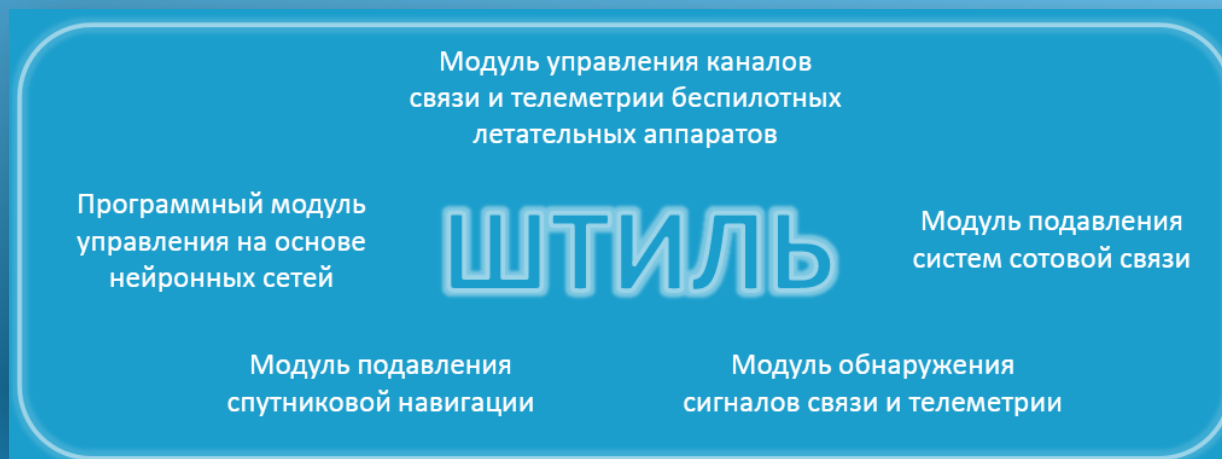 Модуль управления каналов
связи и телеметрии беспилотных
летательных аппаратов
Программный модуль
управления на основе
нейронных сетей
ШТИЛЬ
Модуль подавления
систем сотовой связи
Модуль подавления
спутниковой навигации
Модуль обнаружения
сигналов связи и телеметрии